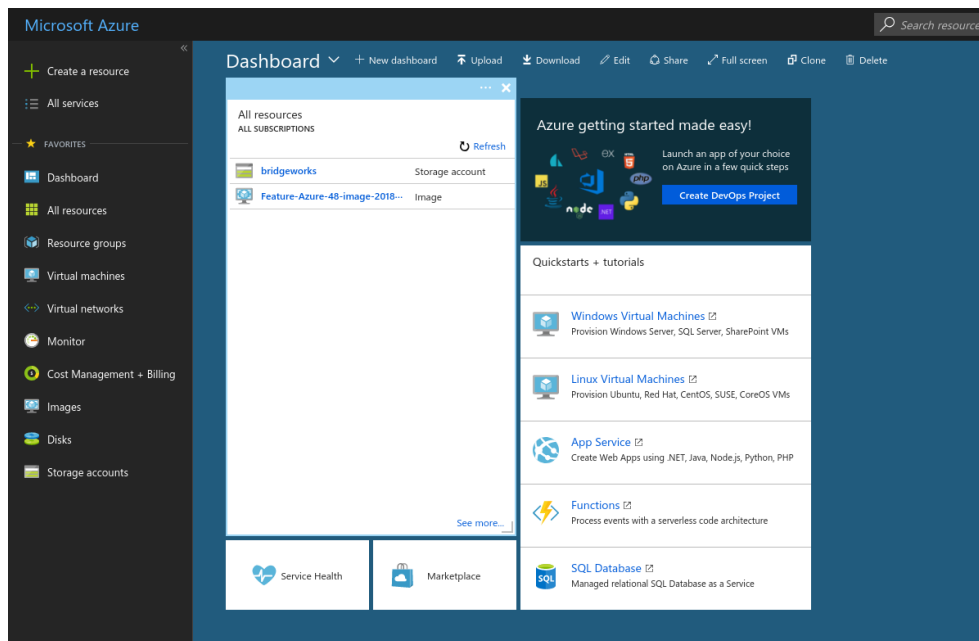 Microsoft Azure
Search resource
«
Create a resource
All services
FAVORITES
Dashboard
All resources
Resource groups
Virtual machines
Virtual networks
Monitor
Cost Management + Billing
Images
Disks
Storage accounts
Dashboard
+ New dashboard
Upload
Download
Edit
Share
Full screen
Clone
Delete
All resources
ALL SUBSCRIPTIONS
Refresh
bridgeworks Storage account
Feature-Azure-48-image-2018··· Image
See more...
Service Health
Marketplace
Azure getting started made easy!
Launch an app of your choice
on Azure in a few quick steps
Create DevOps Project
ex
JS
php
node
NET
Quickstarts + tutorials
Windows Virtual Machines
Provision Windows Server, SQL Server, SharePoint VMs
Linux Virtual Machines
Provision Ubuntu, Red Hat, CentOS, SUSE, CoreOS VMs
App Service
Create Web Apps using .NET, Java, Node.js, Python, PHP
Functions
Process events with a serverless code architecture
SQL
SQL Database
Managed relational SQL Database as a Service